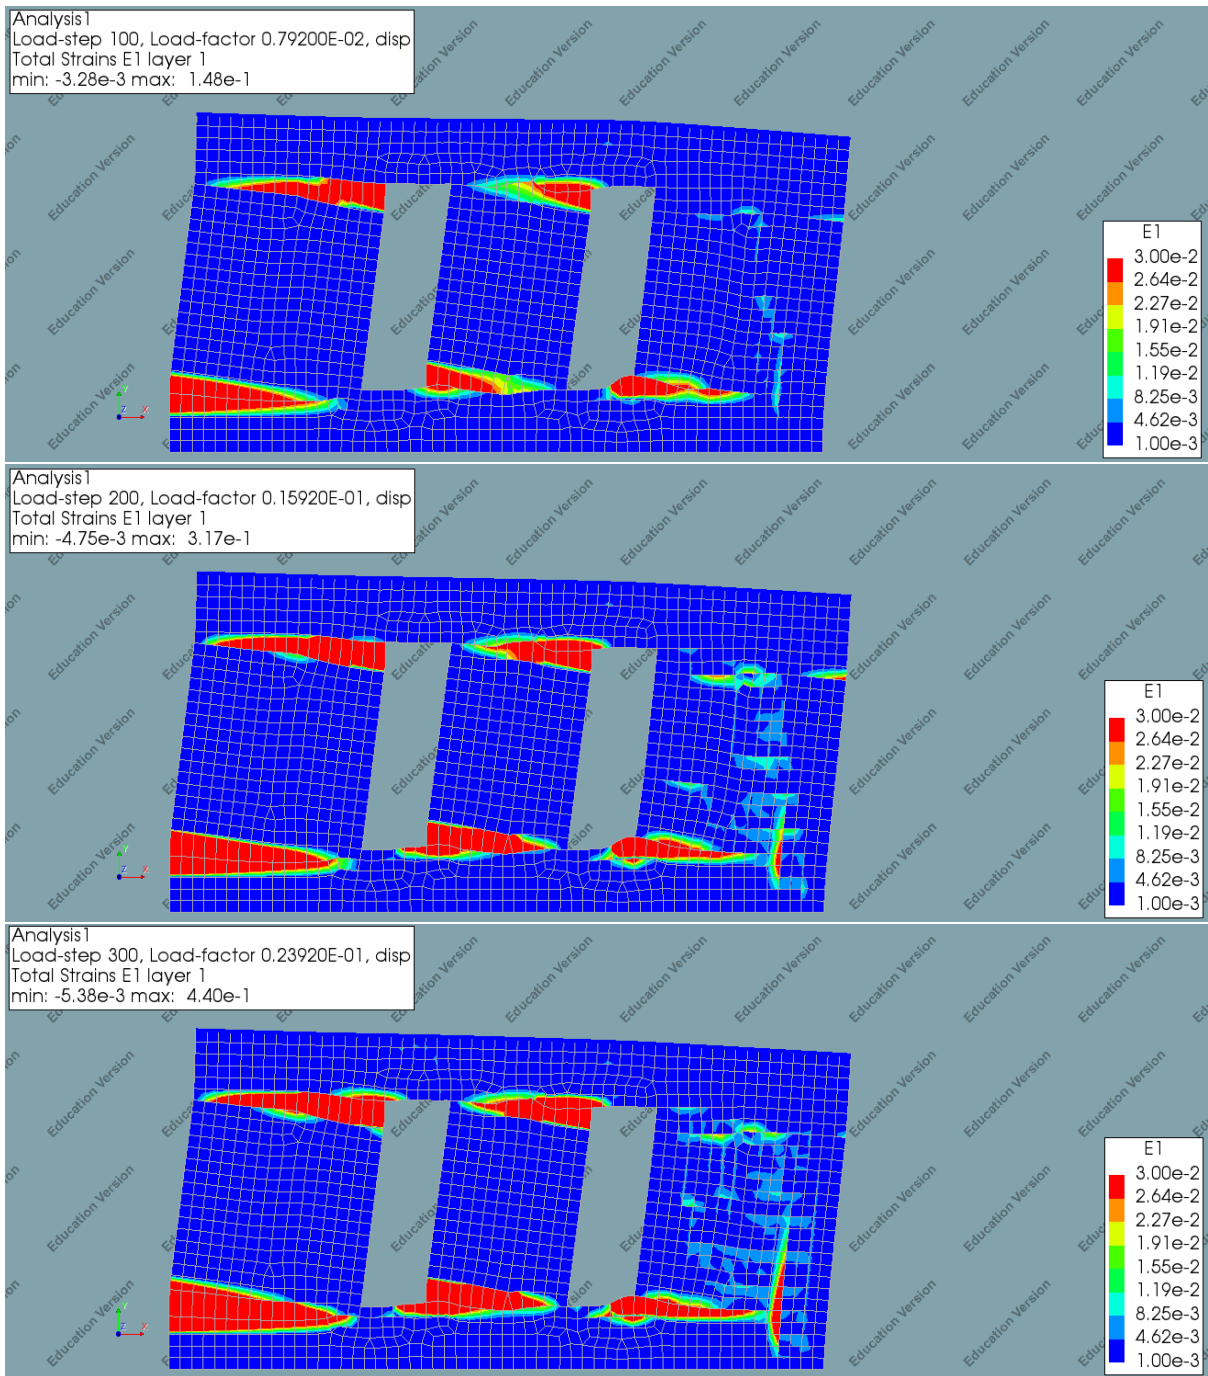 Analysis1
Load-step 100, Load-factor 0.79200E-02, disp
Total Strains E1 layer 1
min: -3.28e-3 max: 1.48e-1
E1
3.00e-2
2.64e-2
2.27e-2
1.91e-2
1.55e-2
1.19e-2
8.25e-3
4.62e-3
1.00e-3
Y
Z X
Education Version
Analysis1
Load-step 200, Load-factor 0.15920E-01, disp
Total Strains E1 layer 1
min: -4.75e-3 max: 3.17e-1
E1
3.00e-2
2.64e-2
2.27e-2
1.91e-2
1.55e-2
1.19e-2
8.25e-3
4.62e-3
1.00e-3
Y
Z X
Education Version
Analysis1
Load-step 300, Load-factor 0.23920E-01, disp
Total Strains E1 layer 1
min: -5.38e-3 max: 4.40e-1
E1
3.00e-2
2.64e-2
2.27e-2
1.91e-2
1.55e-2
1.19e-2
8.25e-3
4.62e-3
1.00e-3
Y
Z X
Education Version